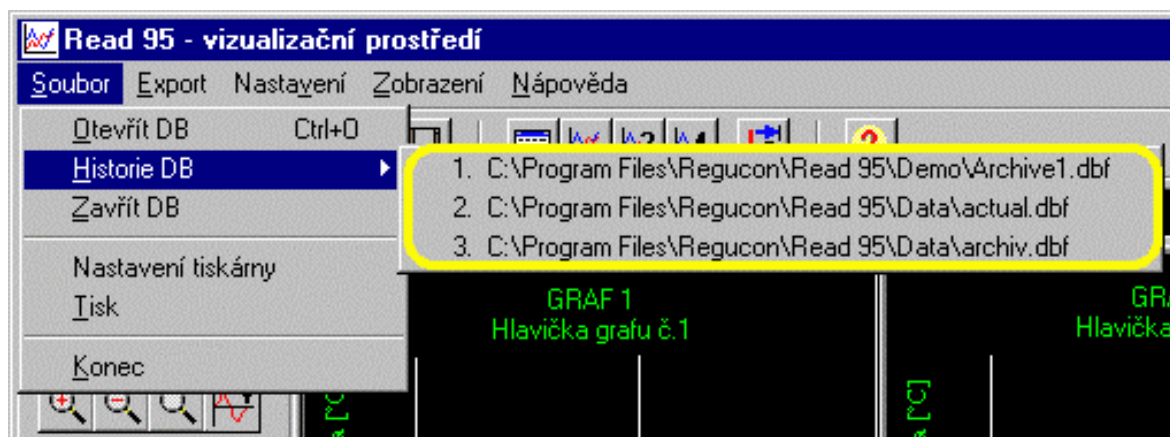 Read 95 - vizualizační prostředí
Soubor Export Nastavení Zobrazení Nápověda
Otevřít DB Ctrl+O
Historie DB
Zavřít DB
Nastavení tiskárny
Tisk
Konec
1. C:\Program Files\Regucon\Read 95\Demo\Archive1.dbf
2. C:\Program Files\Regucon\Read 95\Data\actual.dbf
3. C:\Program Files\Regucon\Read 95\Data\archiv.dbf
GRAF 1
Hlavička grafu č.1
Hlavička
[°C]